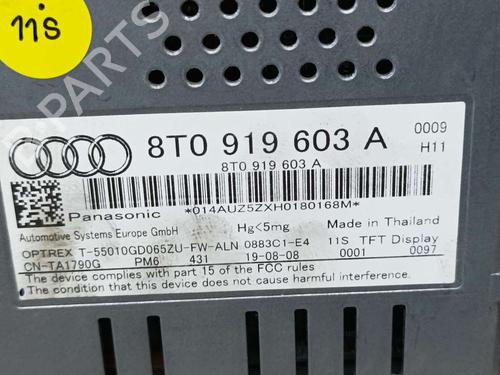 11S
B-PARTS
8T0 919 603 A
0009
8T0 919 603 A
H11
*014AUZ5ZXH0180168M*
Panasonic
Automotive Systems Europe GmbH
Hg<5mg
Made in Thailand
OPTREX T-55010GD065ZU-FW-ALN 0883C1-E4 11S TFT Display
CN-TA1790G PM6 431 19-08-08 0001 0097
The device complies with part 15 of the FCC rules/
The condition that this device may not cause harmful interference.